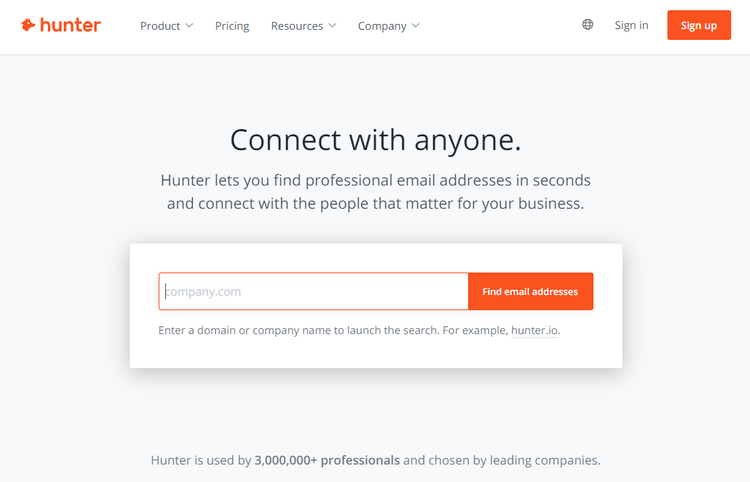 hunter Product Pricing Resources Company Sign in Sign up
Connect with anyone.
Hunter lets you find professional email addresses in seconds
and connect with the people that matter for your business.
company.com Find email addresses
Enter a domain or company name to launch the search. For example, hunter.io.
Hunter is used by 3,000,000+ professionals and chosen by leading companies.